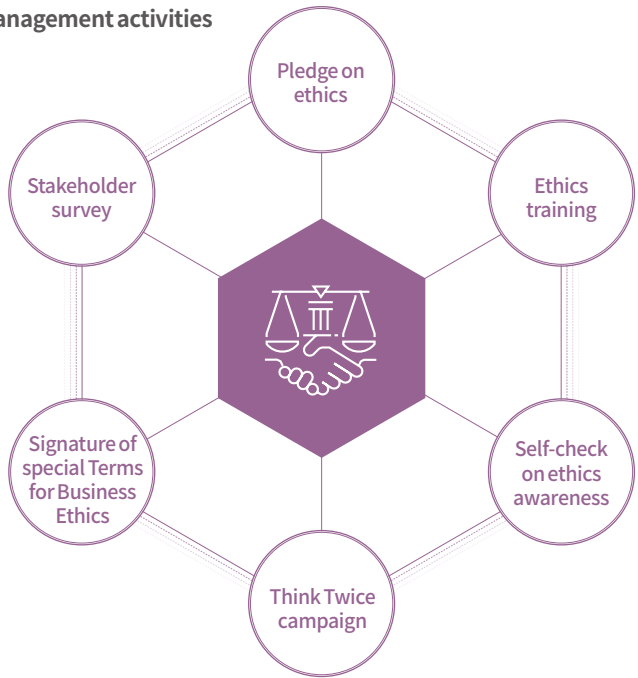 management activities
Pledge on
ethics
Ethics
training
Self-check
on ethics
awareness
Think Twice
campaign
Signature of
special Terms
for Business
Ethics
Stakeholder
survey